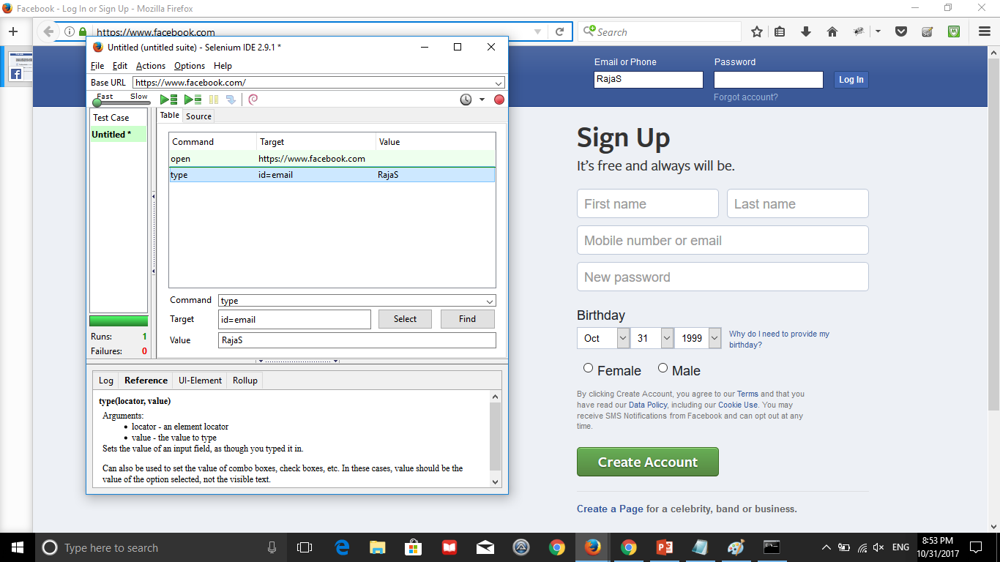 Facebook - Log In or Sign Up - Mozilla Firefox
https://www.facebook.com
Search
Untitled (untitled suite) - Selenium IDE 2.9.1 *
File Edit Actions Options Help
Base URL https://www.facebook.com/
Fast Slow
Test Case
Untitled *
Runs: 1
Failures: 0
Table Source
Command Target Value
open https://www.facebook.com
type id=email RajaS
Command type
Target id=email Select Find
Value RajaS
Log Reference UI-Element Rollup
type(locator, value)
Arguments:
• locator - an element locator
• value - the value to type
Sets the value of an input field, as though you typed it in.
Can also be used to set the value of combo boxes, check boxes, etc. In these cases, value should be the
value of the option selected, not the visible text.
Email or Phone Password
RajaS Log In
Forgot account?
Sign Up
It's free and always will be.
First name Last name
Mobile number or email
New password
Birthday
Oct 31 1999 Why do I need to provide my
birthday?
Female Male
By clicking Create Account, you agree to our Terms and that you
have read our Data Policy, including our Cookie Use. You may
receive SMS Notifications from Facebook and can opt out at any
time.
Create Account
Create a Page for a celebrity, band or business.
Type here to search
ENG
8:53 PM
10/31/2017